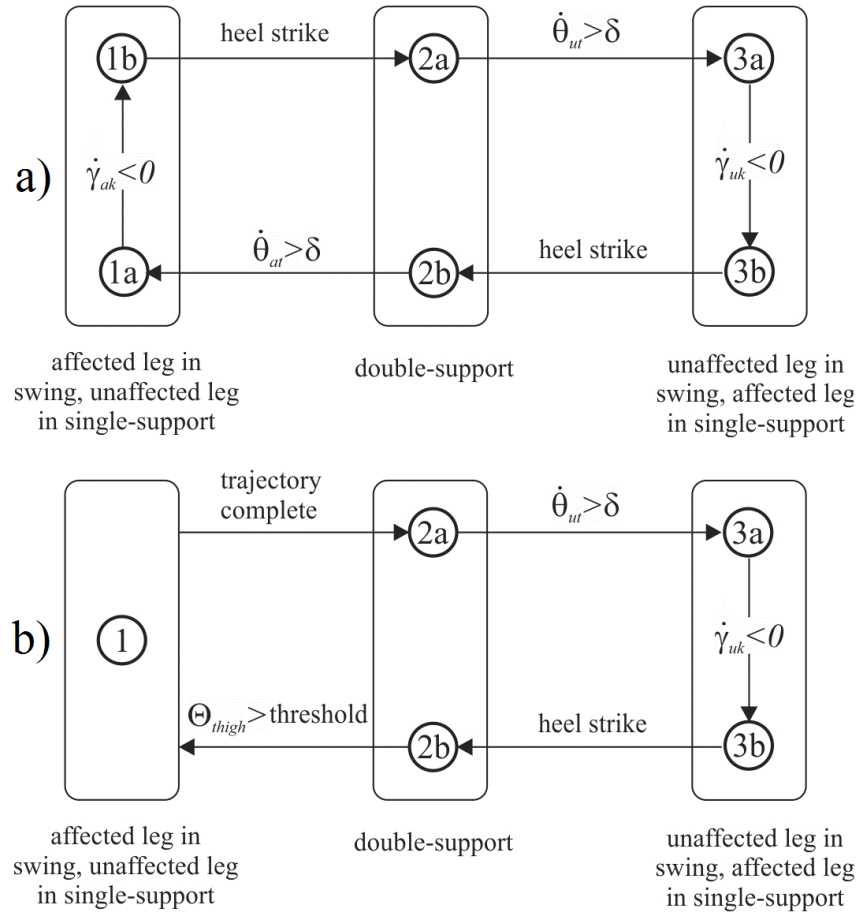 a)
heel strike
θ̇ut>δ
1b
2a
3a
γ̇ak<0
γ̇uk<0
θ̇at>δ
heel strike
1a
2b
3b
affected leg in
swing, unaffected leg
in single-support
double-support
unaffected leg in
swing, affected leg
in single-support
b)
trajectory
complete
θ̇ut>δ
2a
3a
1
γ̇uk<0
Θthigh>threshold
heel strike
2b
3b
affected leg in
swing, unaffected leg
in single-support
double-support
unaffected leg in
swing, affected leg
in single-support